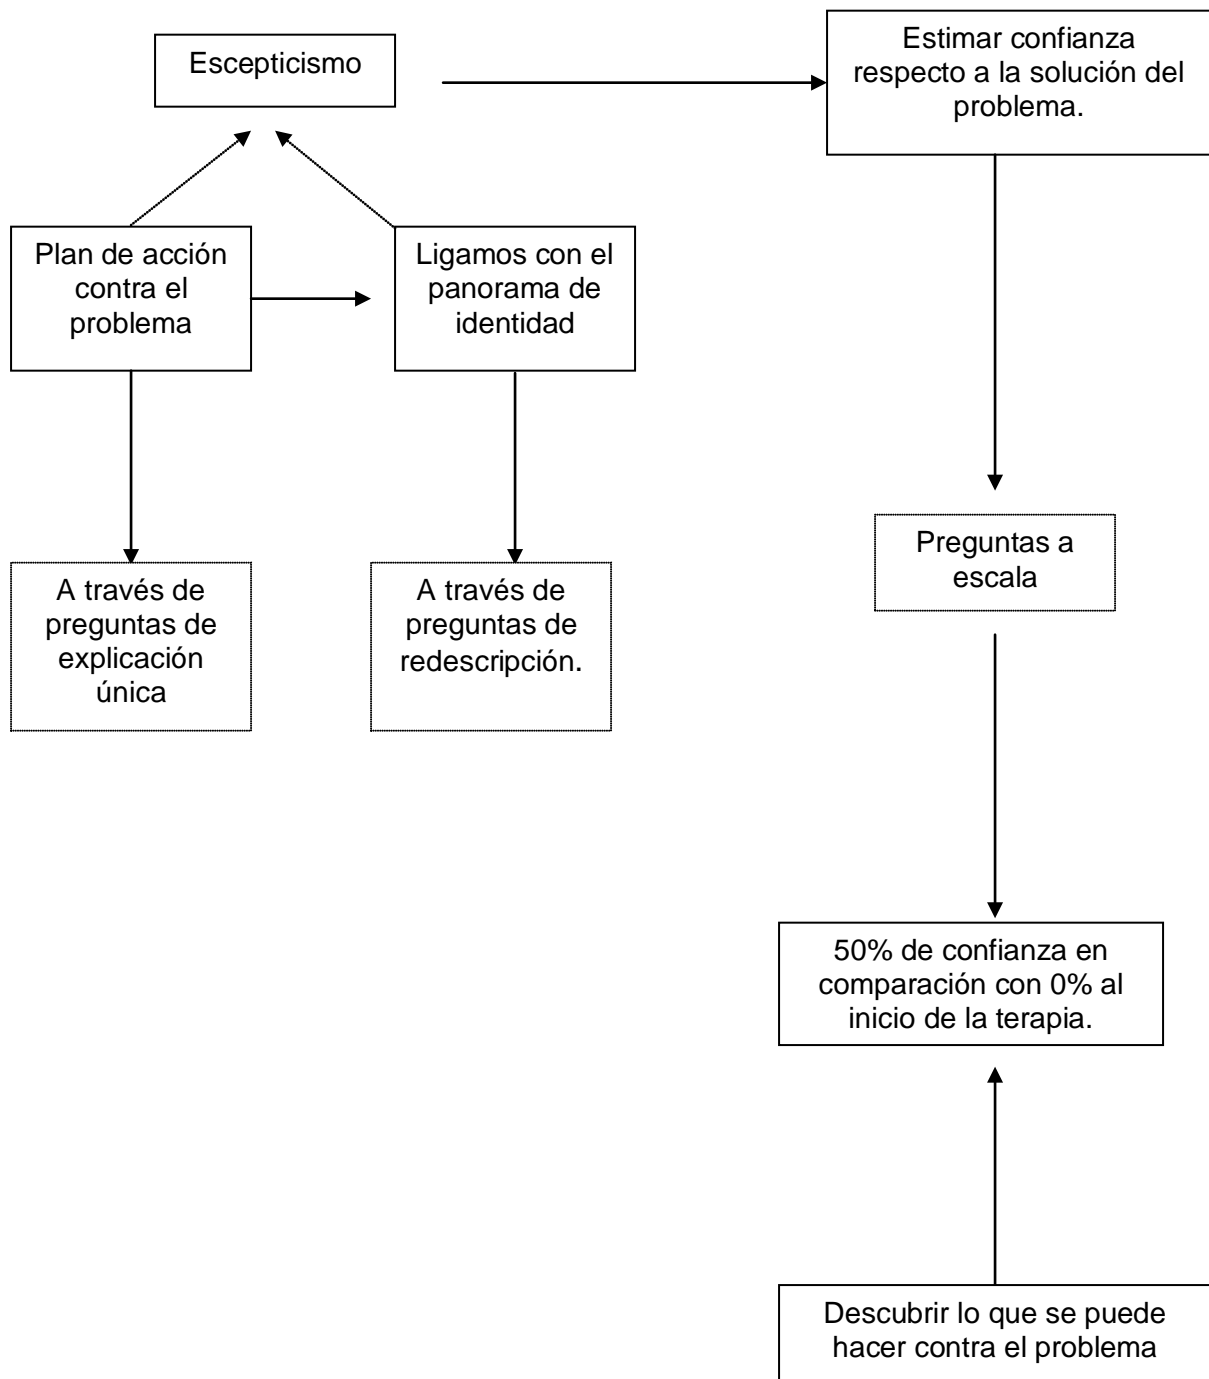 Escepticismo
Estimar confianza
respecto a la solución del
problema.
Plan de acción
contra el
problema
Ligamos con el
panorama de
identidad
Preguntas a
escala
A través de
preguntas de
explicación
única
A través de
preguntas de
redescripción.
50% de confianza en
comparación con 0% al
inicio de la terapia.
Descubrir lo que se puede
hacer contra el problema